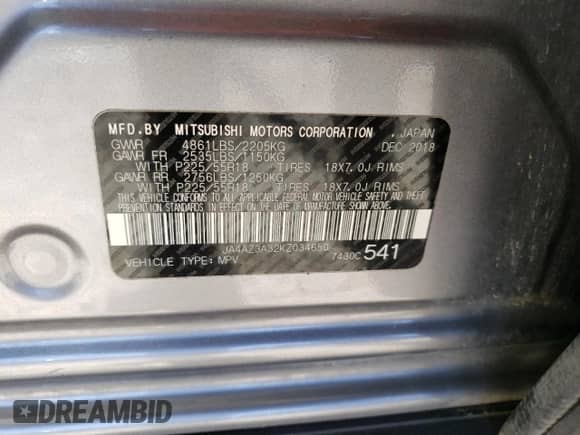 MFD.BY MITSUBISHI MOTORS CORPORATION , JAPAN
GVWR 4861LBS/2205KG DEC 2018
GAWR FR 2535LBS/1150KG
WITH P225/55R18 TIRES 18X7.0J RIMS
GAWR RR 2756LBS/1250KG
WITH P225/55R18 TIRES 18X7.0J RIMS
THIS VEHICLE CONFORMS TO ALL APPLICABLE FEDERAL MOTOR VEHICLE SAFETY AND THEFT
PREVENTION STANDARDS IN EFFECT ON THE DATE OF MANUFACTURE SHOWN ABOVE.
JA4AZ3A32KZ034650
VEHICLE TYPE: MPV 7430C 541
DREAMBID